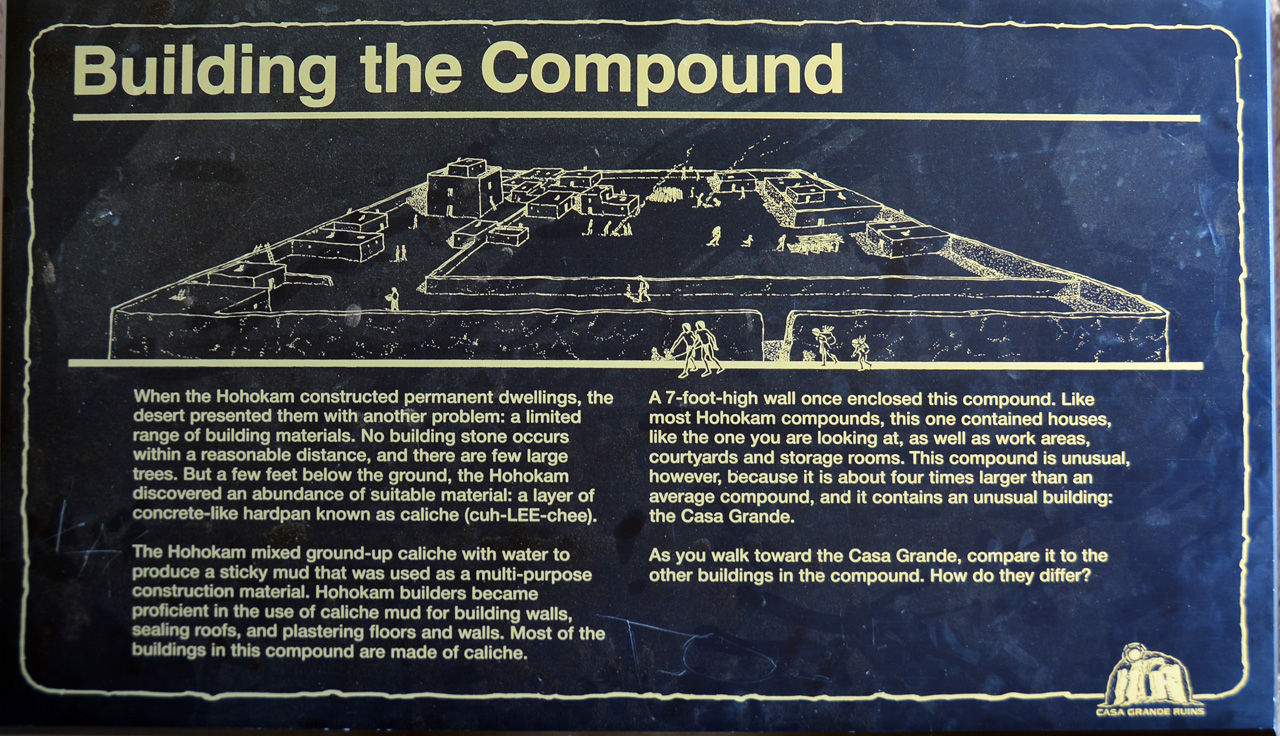 Building the Compound
When the Hohokam constructed permanent dwellings, the
desert presented them with another problem: a limited
range of building materials. No building stone occurs
within a reasonable distance, and there are few large
trees. But a few feet below the ground, the Hohokam
discovered an abundance of suitable material: a layer of
concrete-like hardpan known as caliche (cuh-LEE-chee).
The Hohokam mixed ground-up caliche with water to
produce a sticky mud that was used as a multi-purpose
construction material. Hohokam builders became
proficient in the use of caliche mud for building walls,
sealing roofs, and plastering floors and walls. Most of the
buildings in this compound are made of caliche.
A 7-foot-high wall once enclosed this compound. Like
most Hohokam compounds, this one contained houses,
like the one you are looking at, as well as work areas,
courtyards and storage rooms. This compound is unusual,
however, because it is about four times larger than an
average compound, and it contains an unusual building:
the Casa Grande.
As you walk toward the Casa Grande, compare it to the
other buildings in the compound. How do they differ?
CASA GRANDE RUINS